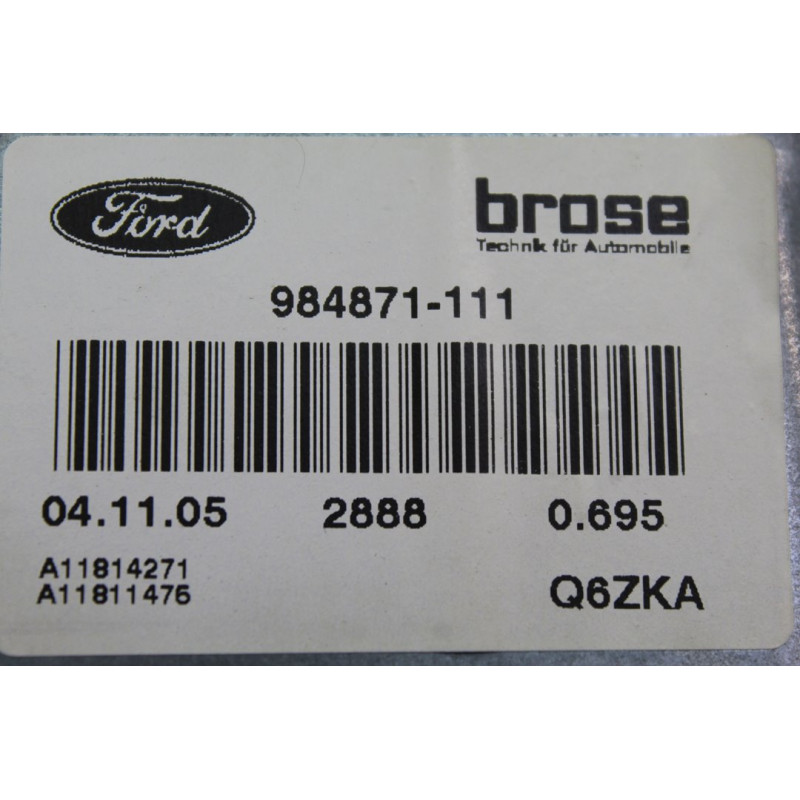 Ford brose
Technik für Automobile
984871-111
04.11.05 2888 0.695
A11814271
A11811476 Q6ZKA